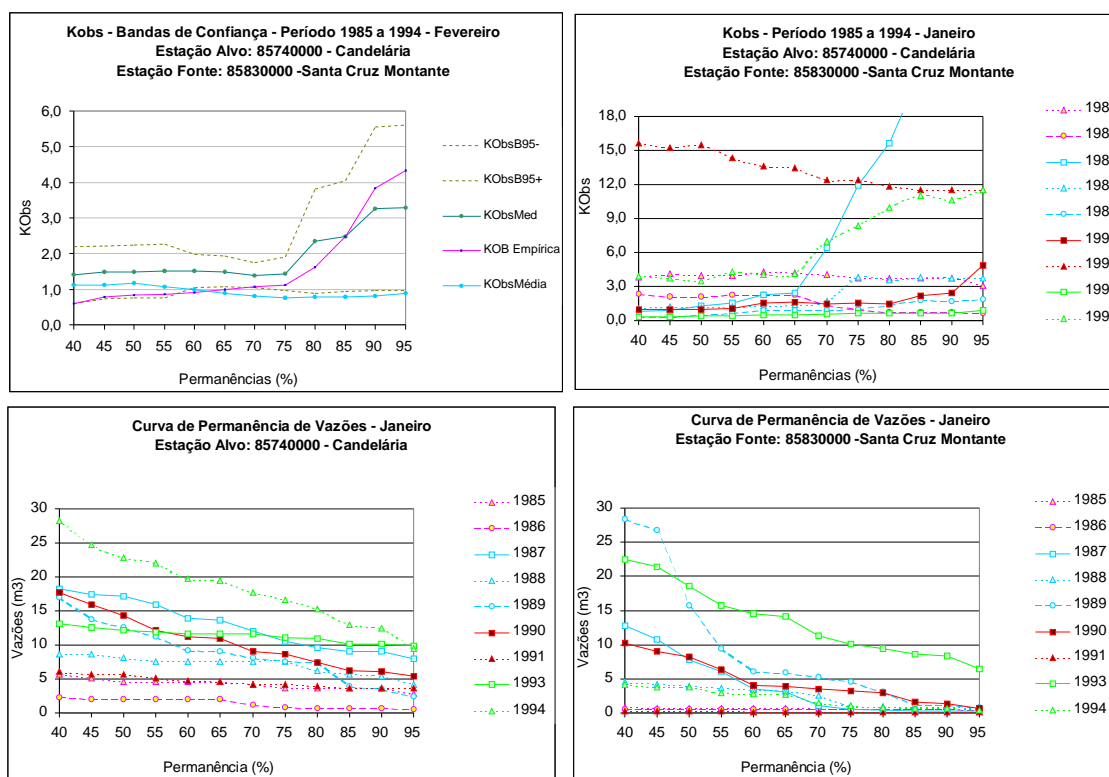 Kobs - Bandas de Confiança - Período 1985 a 1994 - Fevereiro
Estação Alvo: 85740000 - Candelária
Estação Fonte: 85830000 -Santa Cruz Montante
6,0
5,0
4,0
3,0
2,0
1,0
0,0
KObs
40 45 50 55 60 65 70 75 80 85 90 95
Permanências (%)
KObsB95-
KObsB95+
KObsMed
KOB Empírica
KObsMédia
Kobs - Período 1985 a 1994 - Janeiro
Estação Alvo: 85740000 - Candelária
Estação Fonte: 85830000 -Santa Cruz Montante
18,0
15,0
12,0
9,0
6,0
3,0
0,0
KObs
40 45 50 55 60 65 70 75 80 85 90 95
Permanências (%)
198
198
198
198
198
199
199
199
199
Curva de Permanência de Vazões - Janeiro
Estação Alvo: 85740000 - Candelária
30
25
20
15
10
5
0
Vazões (m3)
40 45 50 55 60 65 70 75 80 85 90 95
Permanência (%)
1985
1986
1987
1988
1989
1990
1991
1993
1994
Curva de Permanência de Vazões - Janeiro
Estação Fonte: 85830000 -Santa Cruz Montante
30
25
20
15
10
5
0
Vazões (m3)
40 45 50 55 60 65 70 75 80 85 90 95
Permanência (%)
1985
1986
1987
1988
1989
1990
1991
1993
1994